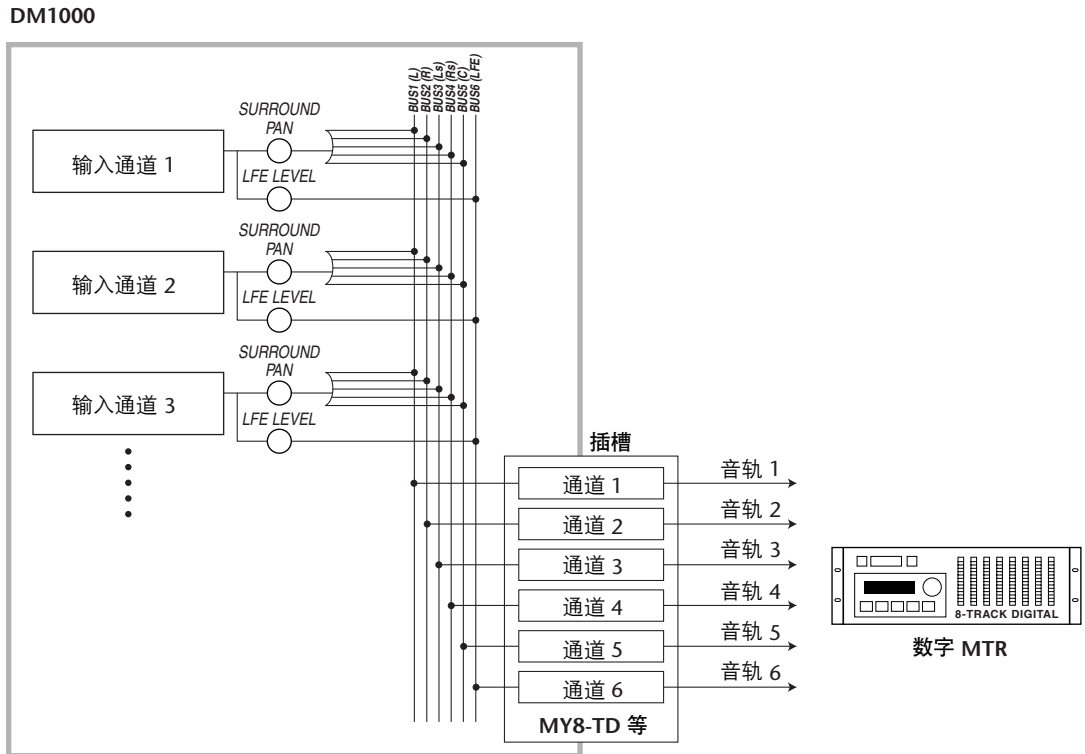 DM1000
BUS1 (L)
BUS2 (R)
BUS3 (Ls)
BUS4 (Rs)
BUS5 (C)
BUS6 (LFE)
SURROUND
PAN
输入通道 1
LFE LEVEL
SURROUND
PAN
输入通道 2
LFE LEVEL
SURROUND
PAN
输入通道 3
LFE LEVEL
插槽
通道 1
音轨 1
通道 2
音轨 2
通道 3
音轨 3
通道 4
音轨 4
通道 5
音轨 5
通道 6
音轨 6
MY8-TD 等
8-TRACK DIGITAL
数字 MTR